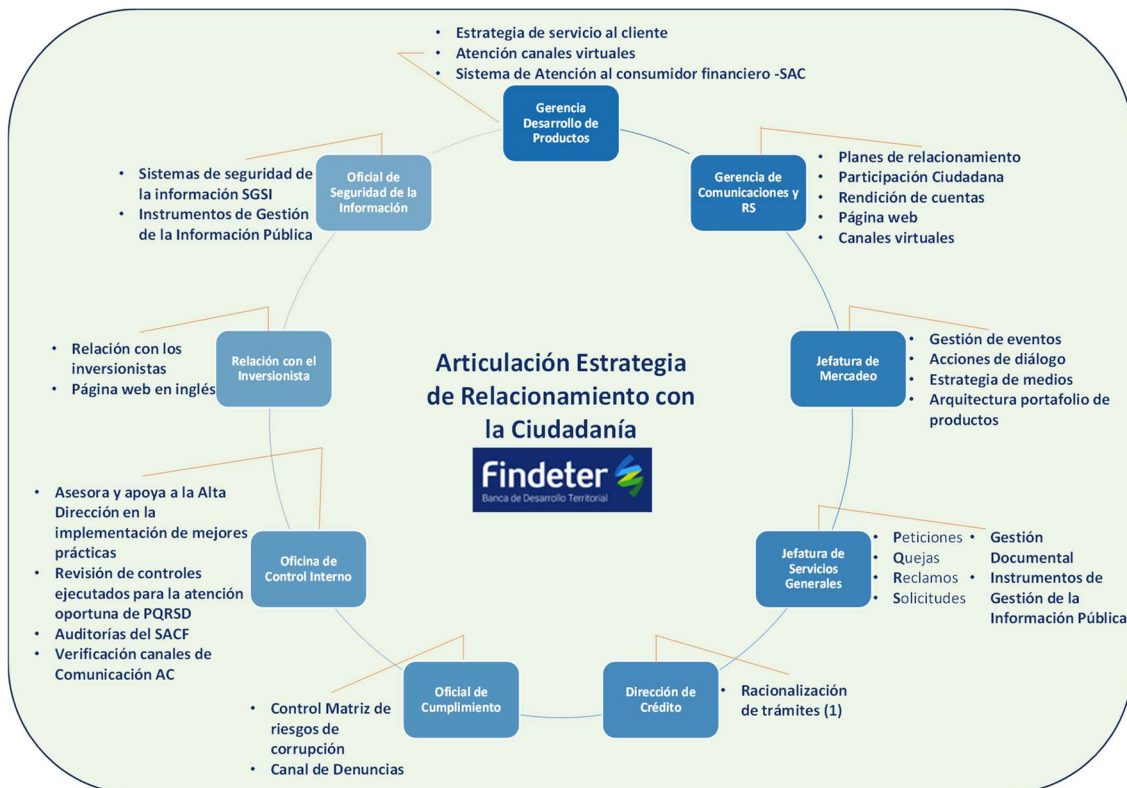 • Estrategia de servicio al cliente
• Atención canales virtuales
• Sistema de Atención al consumidor financiero -SAC
Gerencia
Desarrollo de
Productos
Gerencia de
Comunicaciones y
RS
• Planes de relacionamiento
• Participación Ciudadana
• Rendición de cuentas
• Página web
• Canales virtuales
Jefatura de
Mercadeo
• Gestión de eventos
• Acciones de diálogo
• Estrategia de medios
• Arquitectura portafolio de
productos
Jefatura de
Servicios
Generales
• Peticiones
• Quejas
• Reclamos
• Solicitudes
• Gestión
Documental
• Instrumentos de
Gestión de la
Información Pública
Dirección de
Crédito
• Racionalización
de trámites (1)
Oficial de
Cumplimiento
• Control Matriz de
riesgos de
corrupción
• Canal de Denuncias
Oficina de
Control Interno
• Asesora y apoya a la Alta
Dirección en la
implementación de mejores
prácticas
• Revisión de controles
ejecutados para la atención
oportuna de PQRSD
• Auditorías del SACF
• Verificación canales de
Comunicación AC
Relación con el
Inversionista
• Relación con los
inversionistas
• Página web en inglés
Oficial de
Seguridad de la
Información
• Sistemas de seguridad de
la información SGSI
• Instrumentos de Gestión
de la Información Pública
Articulación Estrategia
de Relacionamiento con
la Ciudadanía
Findeter
Banca de Desarrollo Territorial